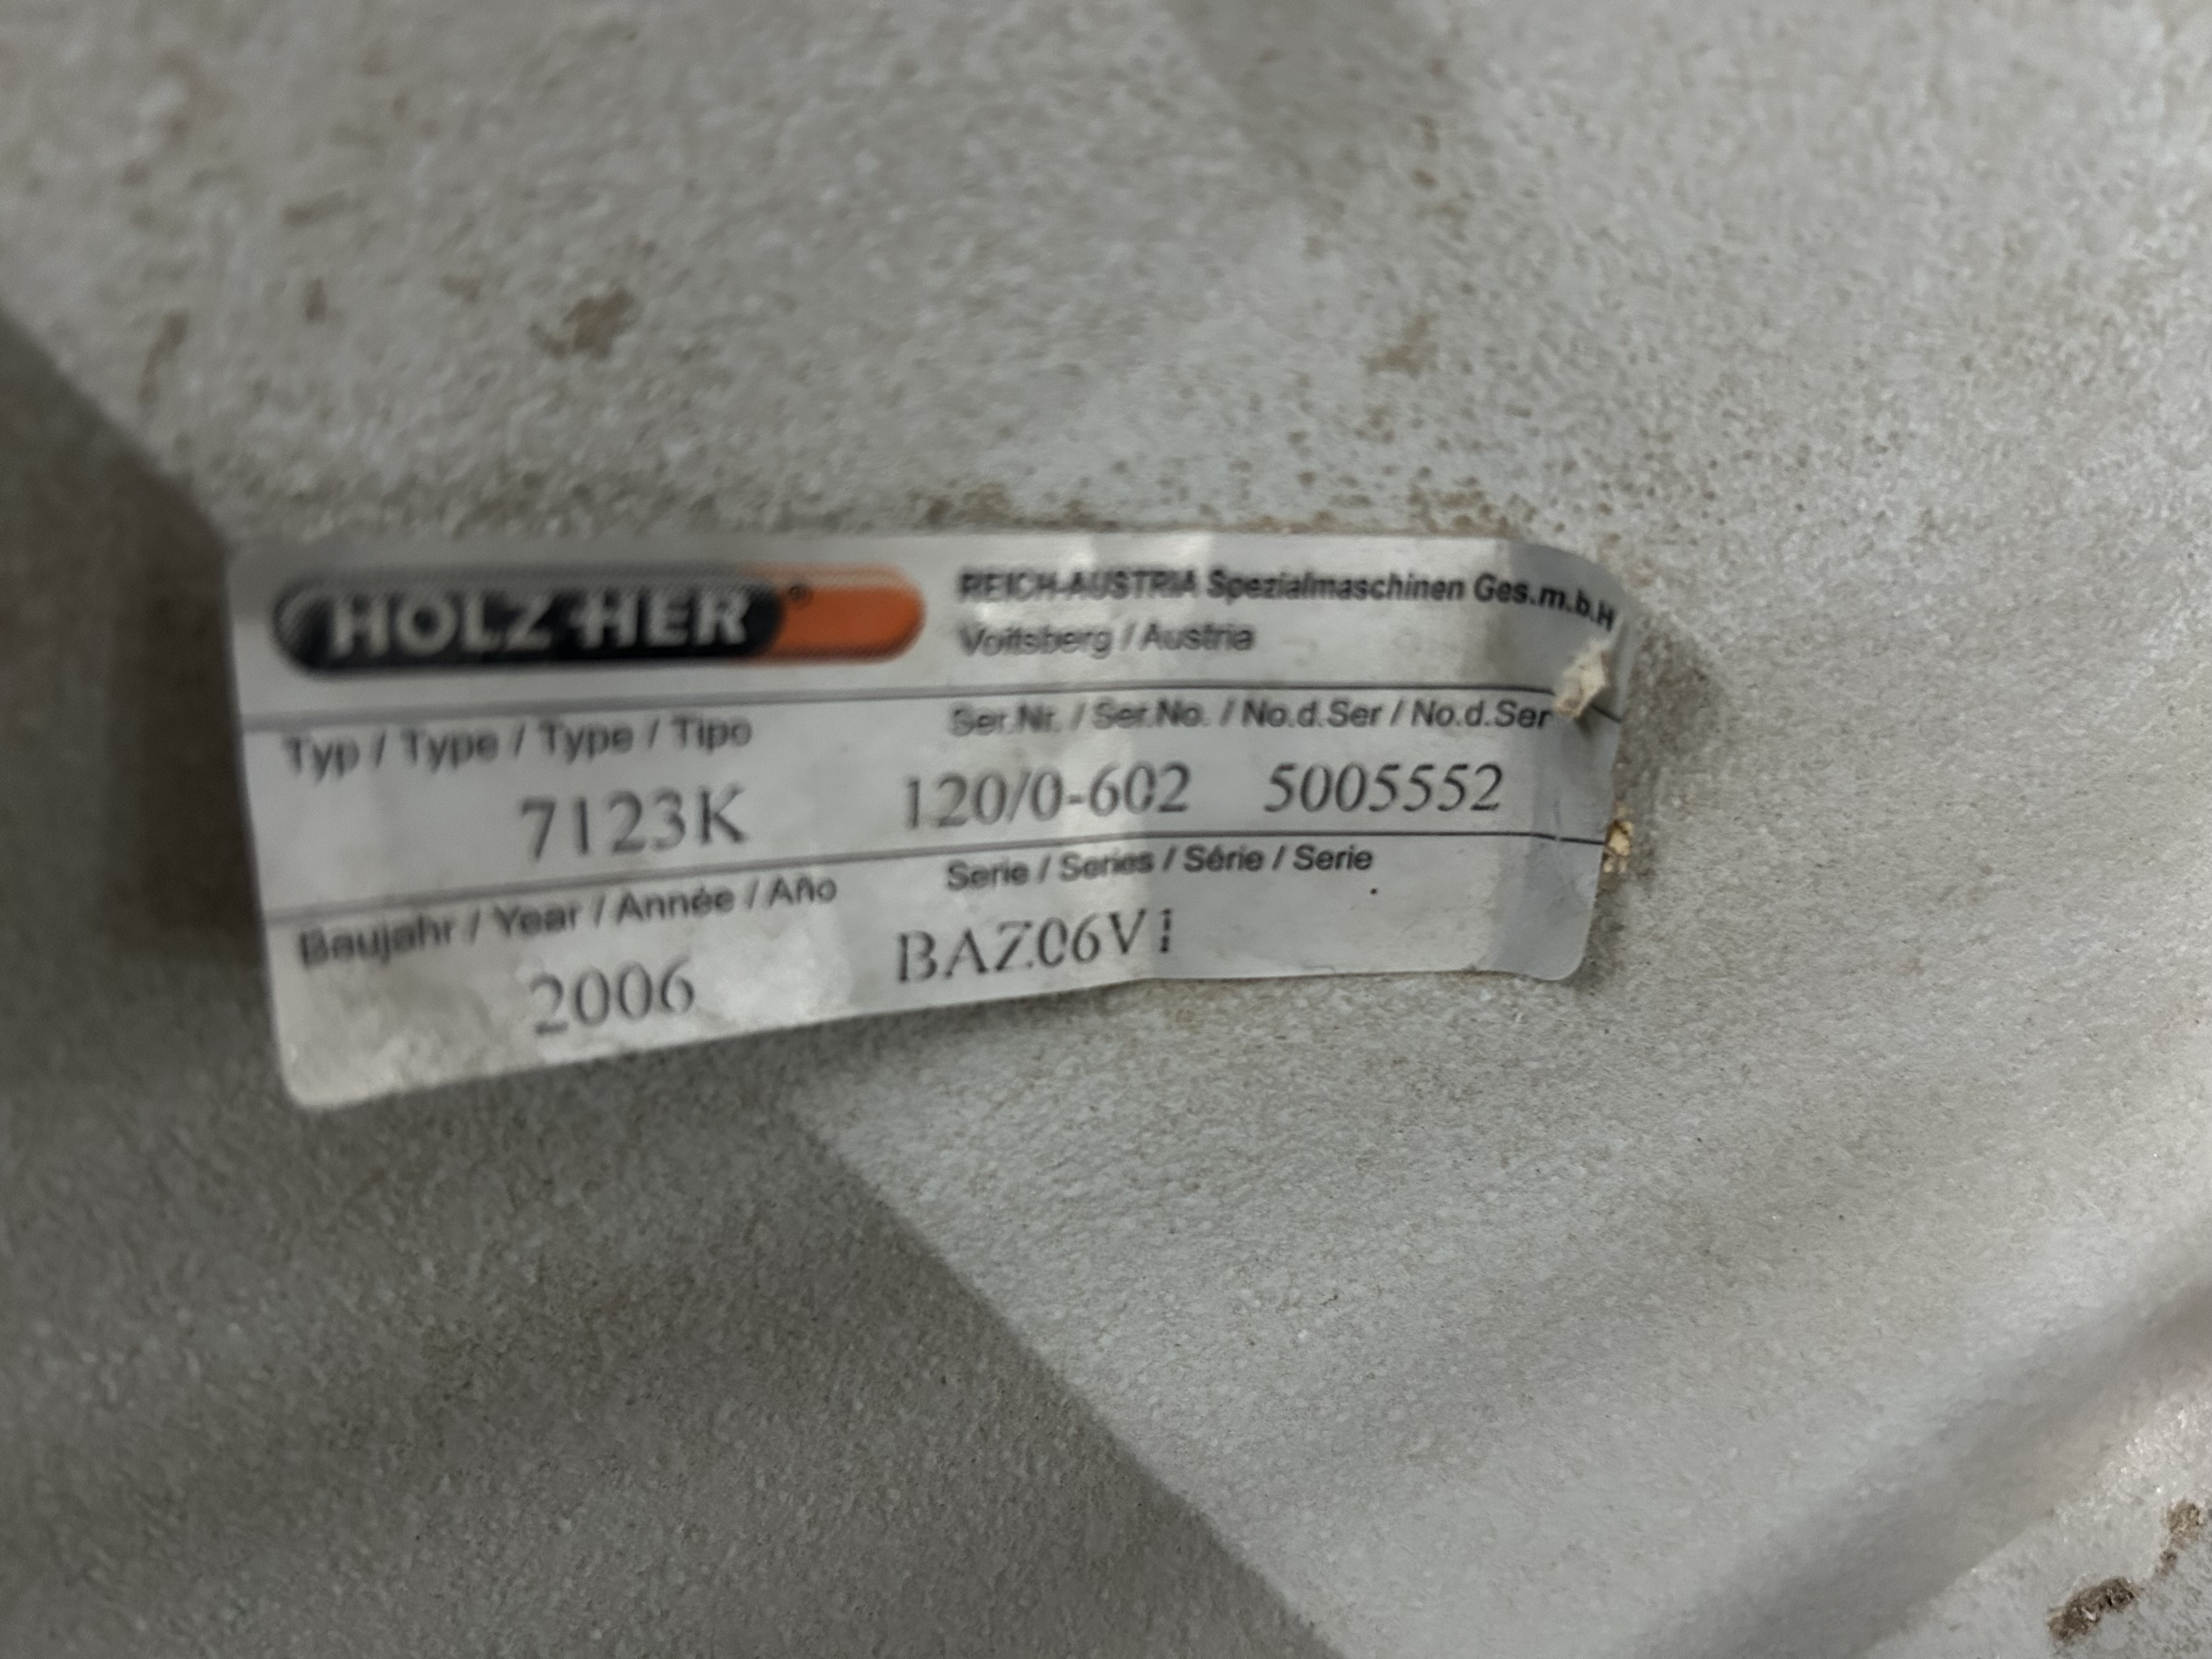 HOLZ-HER®
REICH-AUSTRIA Spezialmaschinen Ges.m.b.H
Voitsberg / Austria
Typ / Type / Type / Tipo
Ser.Nr. / Ser.No. / No.d.Ser / No.d.Ser
7123K
120/0-602 5005552
Baujahr / Year / Année / Año
Serie / Series / Série / Serie
2006
BAZ06V1